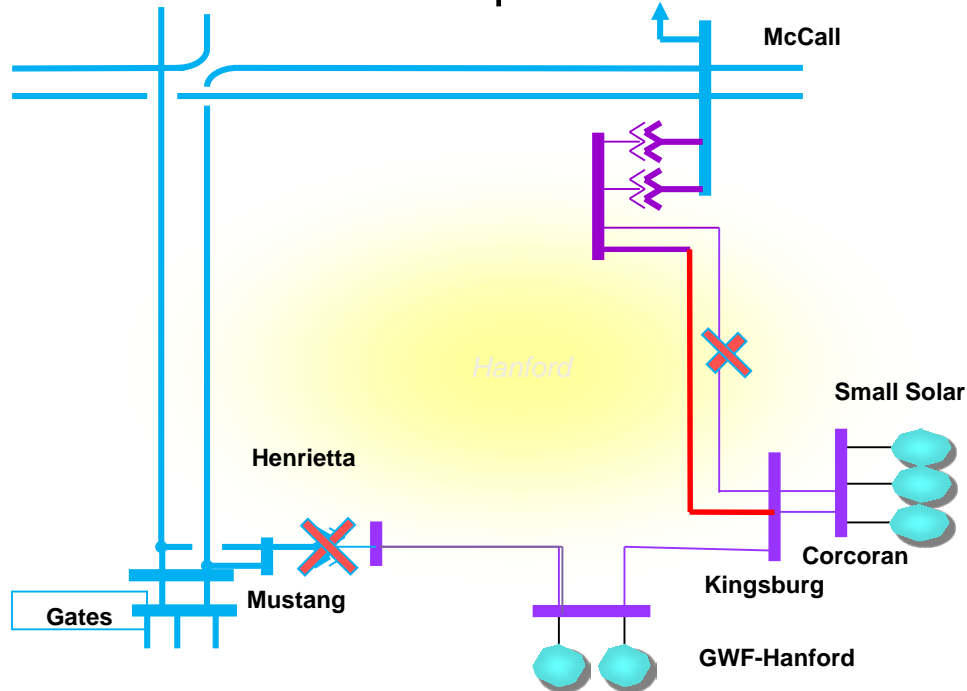 McCall
Hanford
Small Solar
Henrietta
Corcoran
Kingsburg
Mustang
Gates
GWF-Hanford